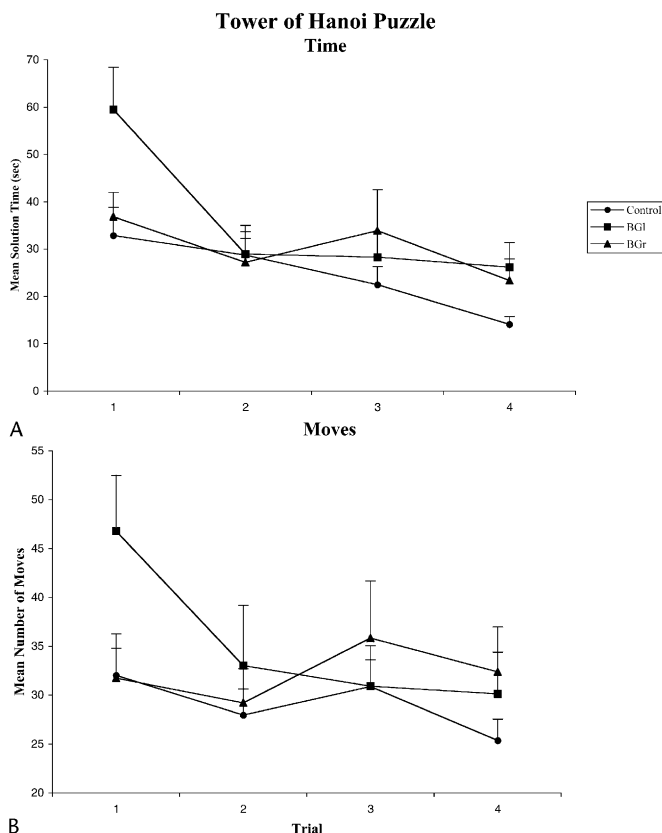 Tower of Hanoi Puzzle
Time
70
60
50
40
30
20
10
0
Mean Solution Time (sec)
1 2 3 4
Control
BGl
BGr
A
Moves
55
50
45
40
35
30
25
20
Mean Number of Moves
1 2 3 4
B
Trial